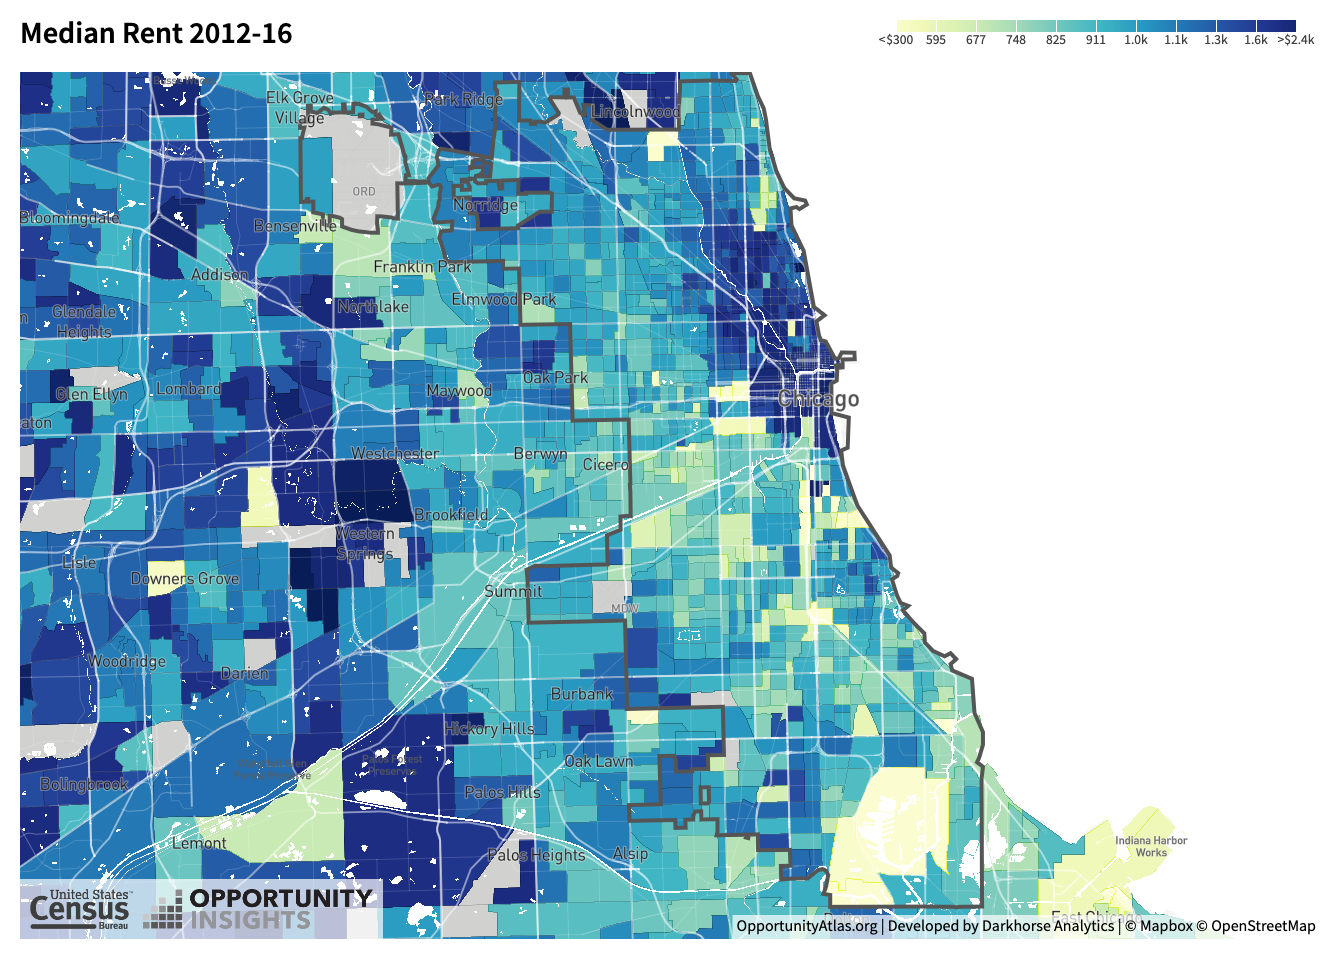 Median Rent 2012-16
<$300 595 677 748 825 911 1.0k 1.1k 1.3k 1.6k >$2.4k
Elk Grove
Village
Park Ridge
Lincolnwood
ORD
Norridge
Bloomingdale
Bensenville
Addison
Franklin Park
Glendale
Heights
Northlake
Elmwood Park
n
Glen Ellyn
Lombard
Maywood
Oak Park
Chicago
aton
Westchester
Berwyn
Cicero
Brookfield
Western
Springs
Lisle
Downers Grove
Summit
MDW
Woodridge
Darien
Burbank
Hickory Hills
Oak Lawn
Palos Forest
Preserves
Bolingbrook
Palos Hills
Lemont
Palos Heights
Alsip
Indiana Harbor
Works
East Chicago
United States™
Census
Bureau
OPPORTUNITY
INSIGHTS
OpportunityAtlas.org | Developed by Darkhorse Analytics | © Mapbox © OpenStreetMap